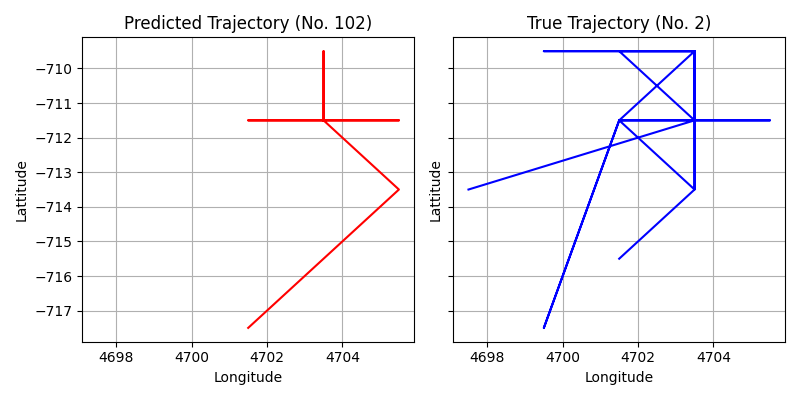 Predicted Trajectory (No. 102)
True Trajectory (No. 2)
−710
−711
−712
−713
−714
−715
−716
−717
Lattitude
Lattitude
4698 4700 4702 4704
4698 4700 4702 4704
Longitude
Longitude